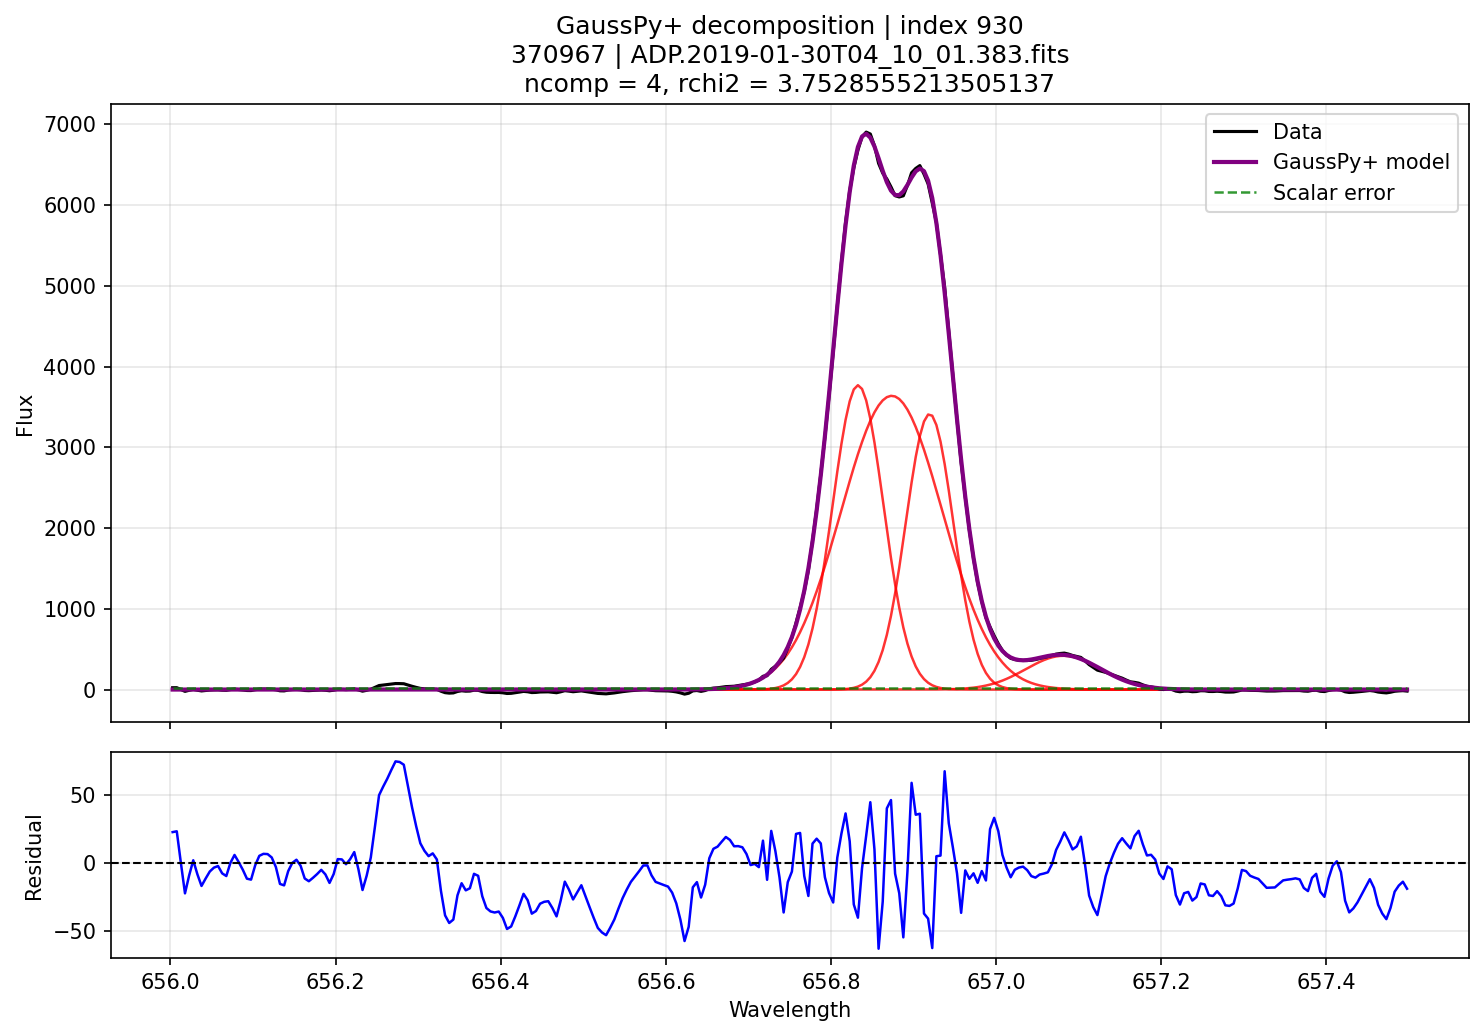 GaussPy+ decomposition | index 930
370967 | ADP.2019-01-30T04_10_01.383.fits
ncomp = 4, rchi2 = 3.7528555213505137
Data
GaussPy+ model
Scalar error
7000
6000
5000
4000
3000
2000
1000
0
Flux
50
0
−50
Residual
656.0 656.2 656.4 656.6 656.8 657.0 657.2 657.4
Wavelength